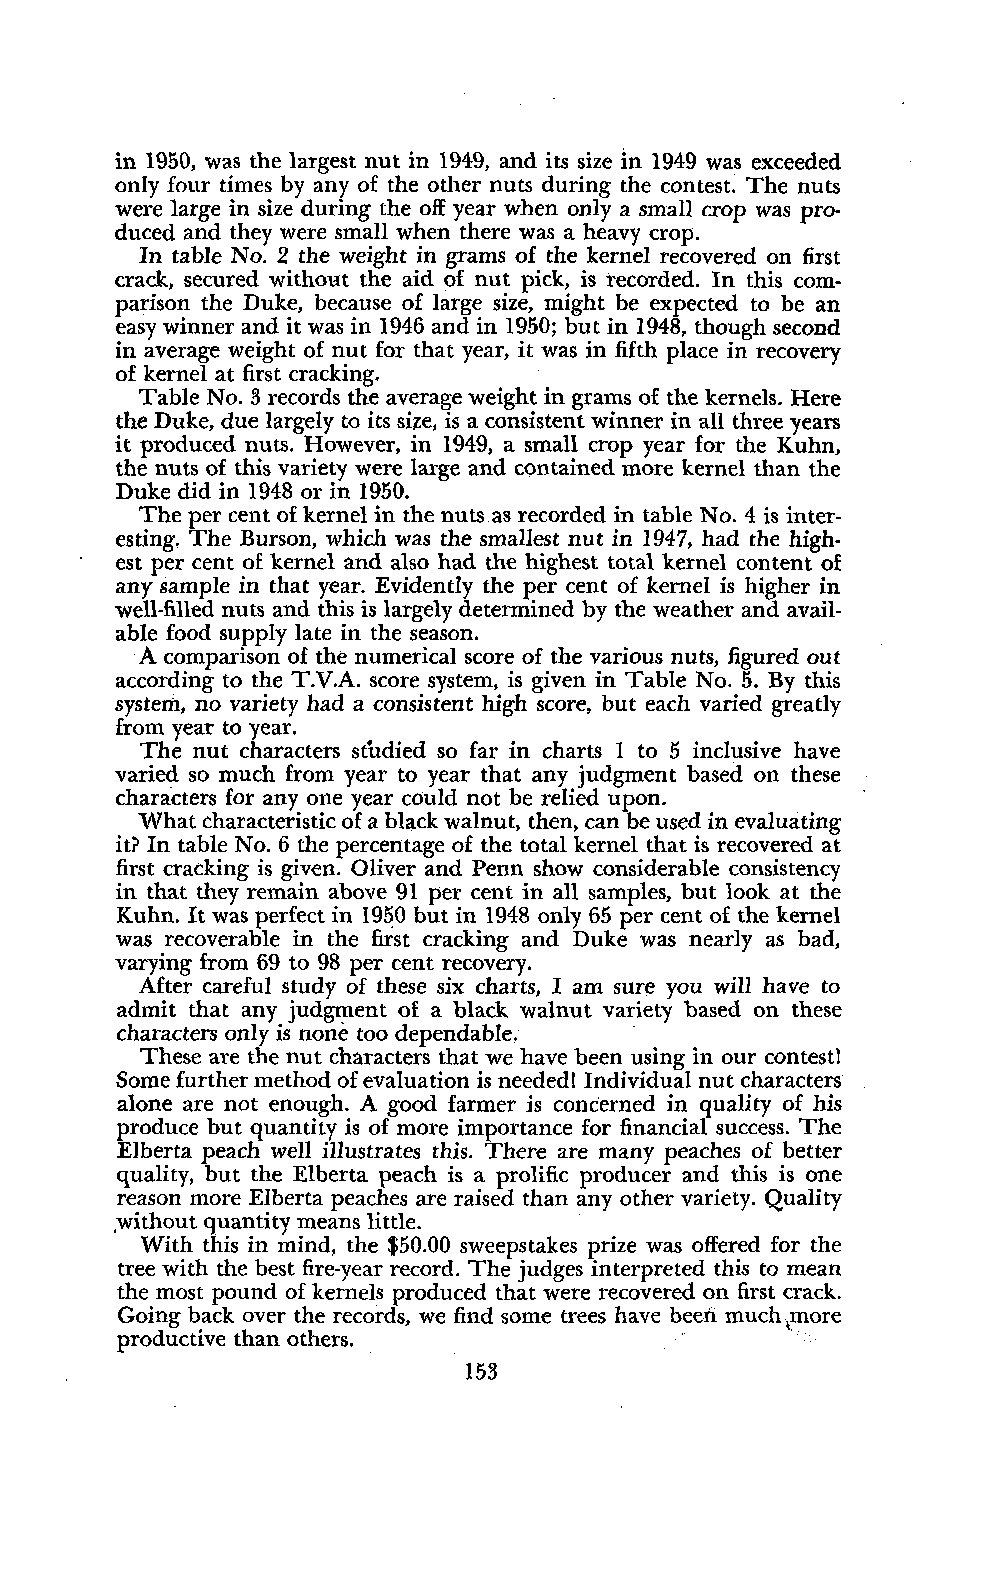 in 1950, was the largest nut in 1949, and its size in 1949 was exceeded
only four times by any of the other nuts during the contest. The nuts
were large in size during the off year when only a small crop was pro-
duced and they were small when there was a heavy crop.
In table No. 2 the weight in grams of the kernel recovered on first
crack, secured without the aid of nut pick, is recorded. In this com-
parison the Duke, because of large size, might be expected to be an
easy winner and it was in 1946 and in 1950; but in 1948, though second
in average weight of nut for that year, it was in fifth place in recovery
of kernel at first cracking.
Table No. 3 records the average weight in grams of the kernels. Here
the Duke, due largely to its size, is a consistent winner in all three years
it produced nuts. However, in 1949, a small crop year for the Kuhn,
the nuts of this variety were large and contained more kernel than the
Duke did in 1948 or in 1950.
The per cent of kernel in the nuts as recorded in table No. 4 is inter-
esting. The Burson, which was the smallest nut in 1947, had the high-
est per cent of kernel and also had the highest total kernel content of
any sample in that year. Evidently the per cent of kernel is higher in
well-filled nuts and this is largely determined by the weather and avail-
able food supply late in the season.
A comparison of the numerical score of the various nuts, figured out
according to the T.V.A. score system, is given in Table No. 5. By this
system, no variety had a consistent high score, but each varied greatly
from year to year.
The nut characters studied so far in charts 1 to 5 inclusive have
varied so much from year to year that any judgment based on these
characters for any one year could not be relied upon.
What characteristic of a black walnut, then, can be used in evaluating
it? In table No. 6 the percentage of the total kernel that is recovered at
first cracking is given. Oliver and Penn show considerable consistency
in that they remain above 91 per cent in all samples, but look at the
Kuhn. It was perfect in 1950 but in 1948 only 65 per cent of the kernel
was recoverable in the first cracking and Duke was nearly as bad,
varying from 69 to 98 per cent recovery.
After careful study of these six charts, I am sure you will have to
admit that any judgment of a black walnut variety based on these
characters only is none too dependable.
These are the nut characters that we have been using in our contest!
Some further method of evaluation is needed! Individual nut characters
alone are not enough. A good farmer is concerned in quality of his
produce but quantity is of more importance for financial success. The
Elberta peach well illustrates this. There are many peaches of better
quality, but the Elberta peach is a prolific producer and this is one
reason more Elberta peaches are raised than any other variety. Quality
without quantity means little.
With this in mind, the $50.00 sweepstakes prize was offered for the
tree with the best fire-year record. The judges interpreted this to mean
the most pound of kernels produced that were recovered on first crack.
Going back over the records, we find some trees have been much more
productive than others.
153